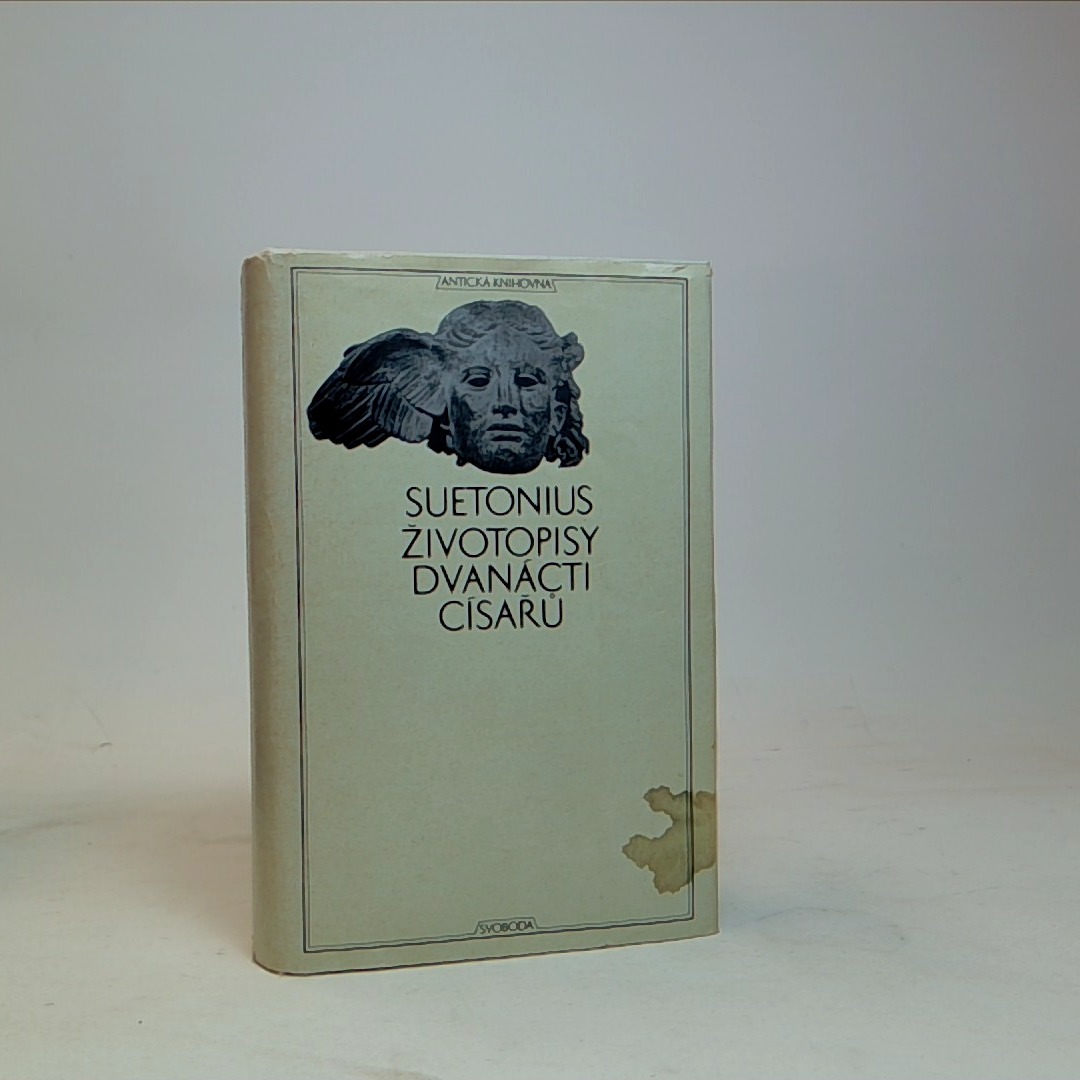 ANTICKÁ KNIHOVNA
SUETONIUS
ŽIVOTOPISY
DVANÁCTI
CÍSAŘŮ
SVOBODA